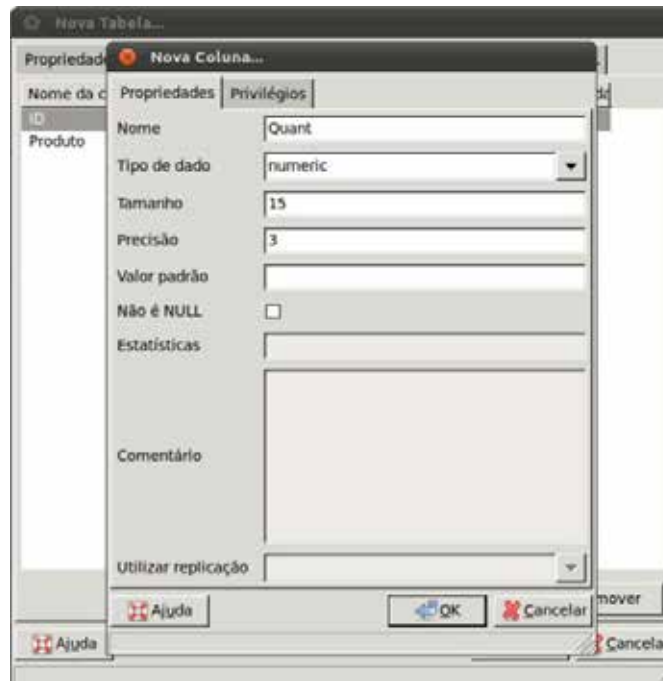 Nova Tabela...
Propriedad
Nova Coluna...
Nome da c
Propriedades Privilégios
ID
Produto
Nome Quant
Tipo de dado numeric
Tamanho 15
Precisão 3
Valor padrão
Não é NULL
Estatísticas
Comentário
Utilizar replicação
Ajuda OK Cancelar
mover
Ajuda Cancela